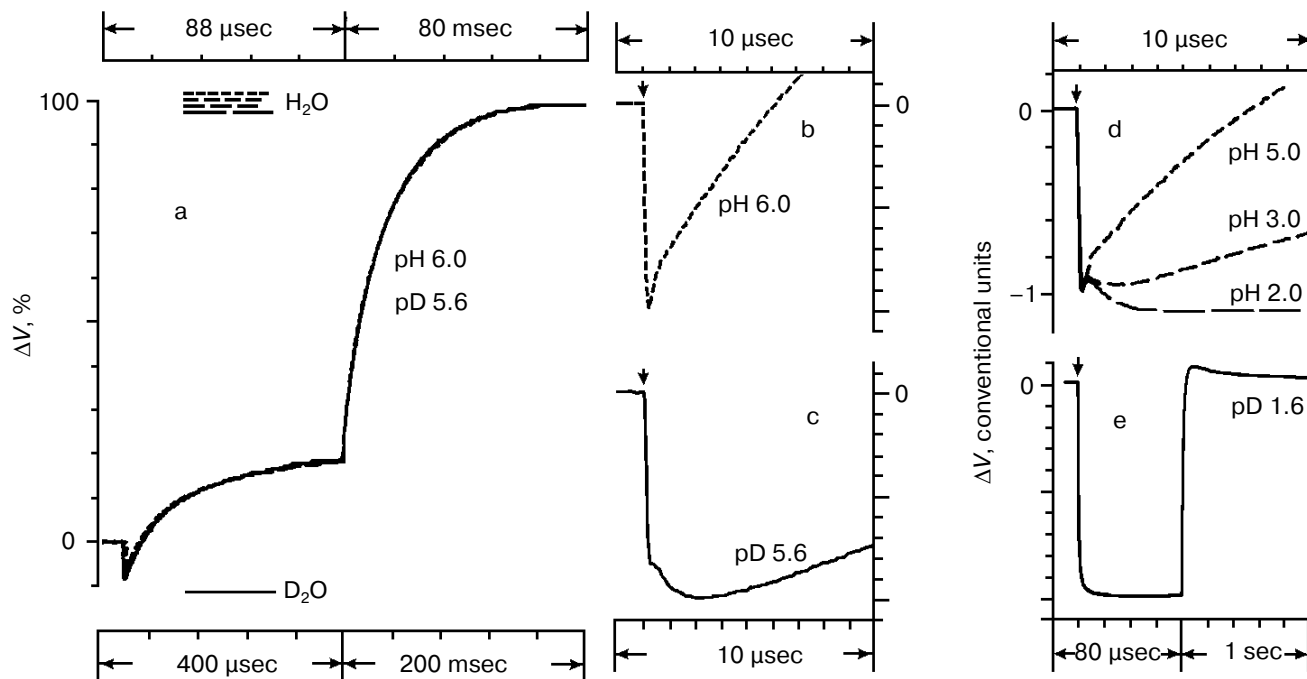 88 μsec
80 msec
100
H₂O
a
pH 6.0
pD 5.6
ΔV, %
0
D₂O
400 μsec
200 msec
10 μsec
0
b
pH 6.0
0
c
pD 5.6
10 μsec
10 μsec
0
d
pH 5.0
pH 3.0
pH 2.0
−1
ΔV, conventional units
0
pD 1.6
e
80 μsec
1 sec